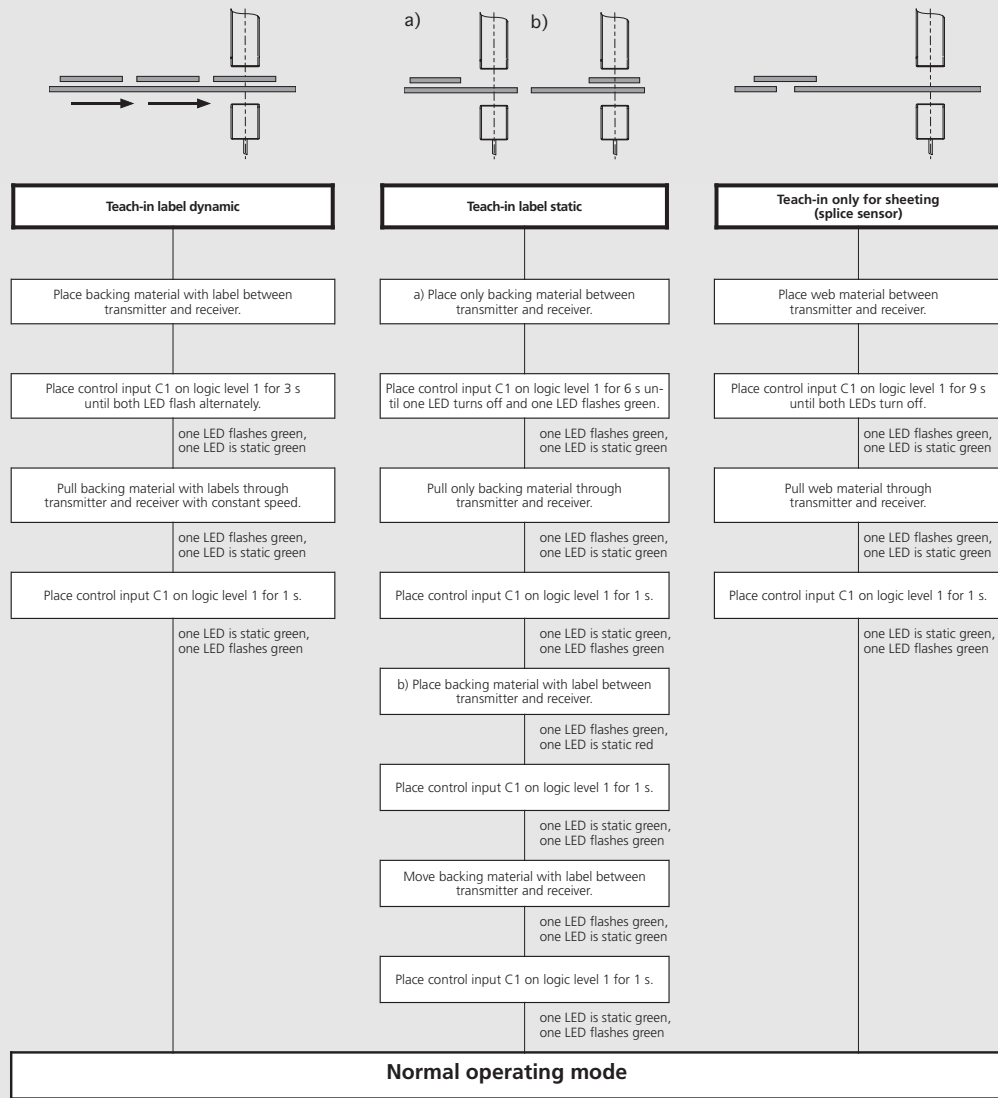 a)
b)
Teach-in label dynamic
Place backing material with label between
transmitter and receiver.
Place control input C1 on logic level 1 for 3 s
until both LED flash alternately.
one LED flashes green,
one LED is static green
Pull backing material with labels through
transmitter and receiver with constant speed.
one LED flashes green,
one LED is static green
Place control input C1 on logic level 1 for 1 s.
one LED is static green,
one LED flashes green
Teach-in label static
a) Place only backing material between
transmitter and receiver.
Place control input C1 on logic level 1 for 6 s un-
til one LED turns off and one LED flashes green.
one LED flashes green,
one LED is static green
Pull only backing material through
transmitter and receiver.
one LED flashes green,
one LED is static green
Place control input C1 on logic level 1 for 1 s.
one LED is static green,
one LED flashes green
b) Place backing material with label between
transmitter and receiver.
one LED flashes green,
one LED is static red
Place control input C1 on logic level 1 for 1 s.
one LED is static green,
one LED flashes green
Move backing material with label between
transmitter and receiver.
one LED flashes green,
one LED is static green
Place control input C1 on logic level 1 for 1 s.
one LED is static green,
one LED flashes green
Teach-in only for sheeting
(splice sensor)
Place web material between
transmitter and receiver.
Place control input C1 on logic level 1 for 9 s
until both LEDs turn off.
one LED flashes green,
one LED is static green
Pull web material through
transmitter and receiver.
one LED flashes green,
one LED is static green
Place control input C1 on logic level 1 for 1 s.
one LED is static green,
one LED flashes green
Normal operating mode